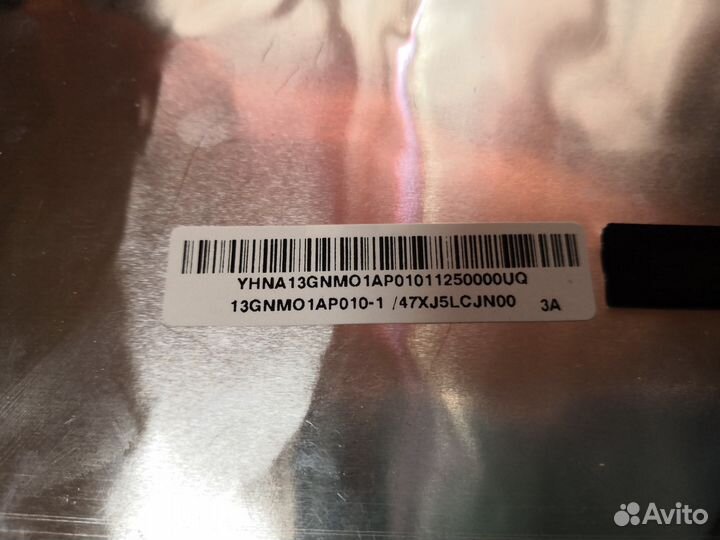 YHNA13GNMO1AP01011250000UQ
13GNMO1AP010-1 /47XJ5LCJN00 3A
Avito